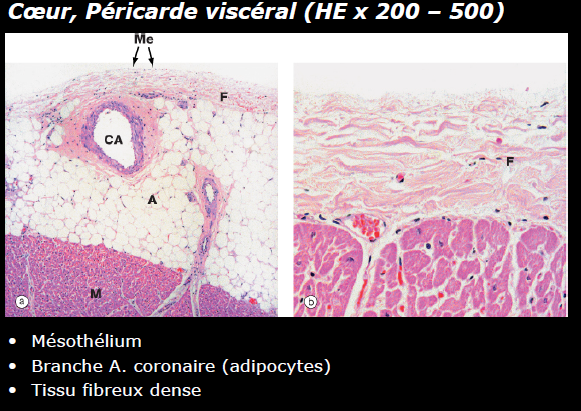 Cœur, Péricarde viscéral (HE x 200 – 500)
Me
F
CA
A
M
a
F
b
• Mésothélium
• Branche A. coronaire (adipocytes)
• Tissu fibreux dense